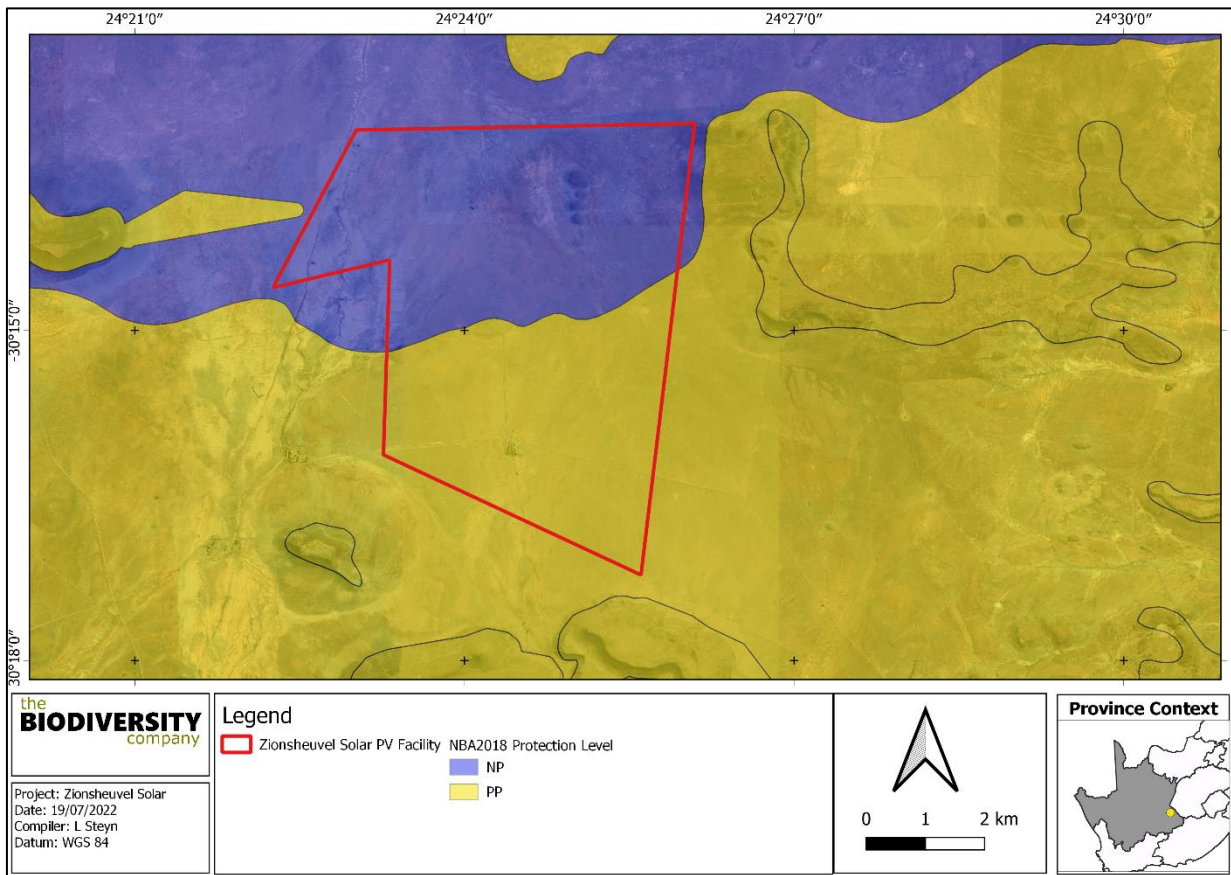 24°21′0″ 24°24′0″ 24°27′0″ 24°30′0″
-30°15′0″
30°18′0″
the
BIODIVERSITY
company
Project: Zionsheuvel Solar
Date: 19/07/2022
Compiler: L Steyn
Datum: WGS 84
Legend
Zionsheuvel Solar PV Facility NBA2018 Protection Level
NP
PP
0 1 2 km
Province Context